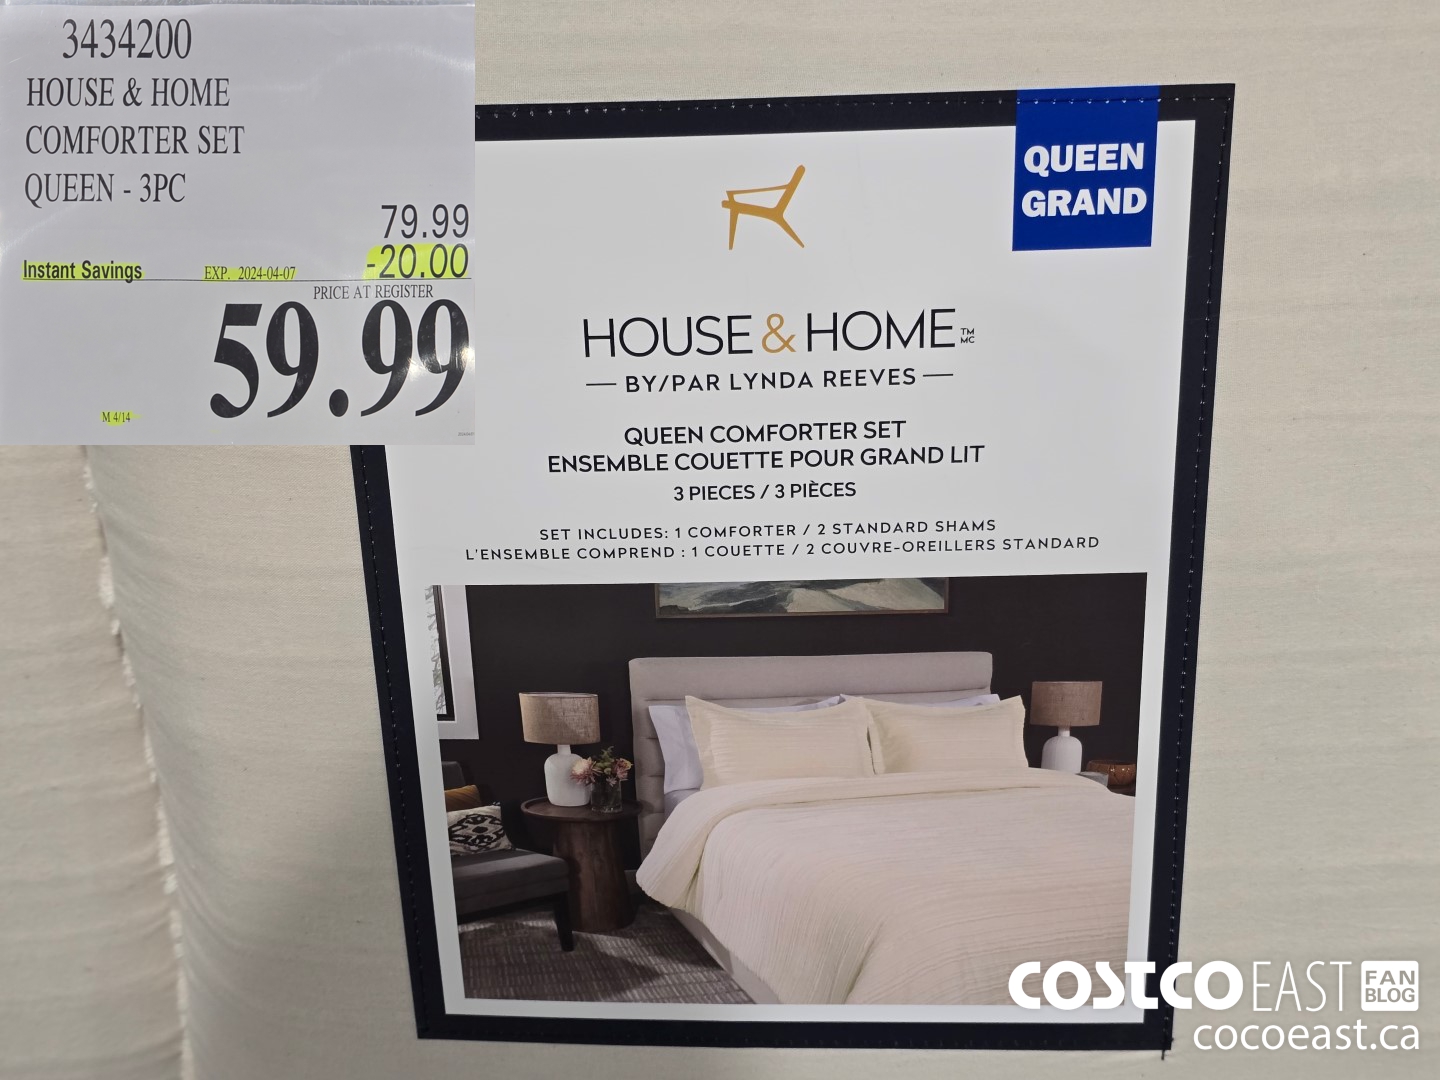 3434200
HOUSE & HOME
COMFORTER SET
QUEEN - 3PC
79.99
Instant Savings EXP. 2024-04-07 -20.00
PRICE AT REGISTER
59.99
M 4/14
QUEEN
GRAND
HOUSE & HOME TM MC
BY/PAR LYNDA REEVES
QUEEN COMFORTER SET
ENSEMBLE COUETTE POUR GRAND LIT
3 PIECES / 3 PIÈCES
SET INCLUDES: 1 COMFORTER / 2 STANDARD SHAMS
L'ENSEMBLE COMPREND : 1 COUETTE / 2 COUVRE-OREILLERS STANDARD
COSTCO EAST FAN BLOG
cocoeast.ca